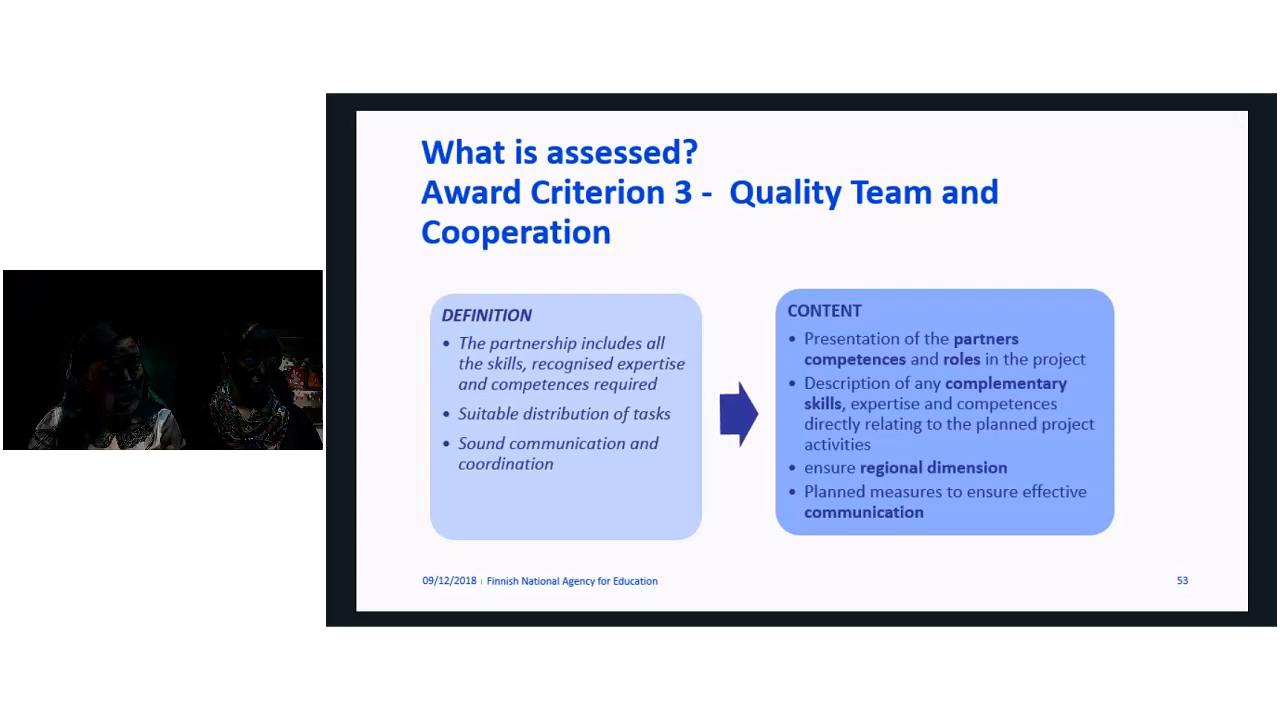 What is assessed?
Award Criterion 3 - Quality Team and
Cooperation
DEFINITION
• The partnership includes all
the skills, recognised expertise
and competences required
• Suitable distribution of tasks
• Sound communication and
coordination
CONTENT
• Presentation of the partners
competences and roles in the project
• Description of any complementary
skills, expertise and competences
directly relating to the planned project
activities
• ensure regional dimension
• Planned measures to ensure effective
communication
09/12/2018 | Finnish National Agency for Education
53